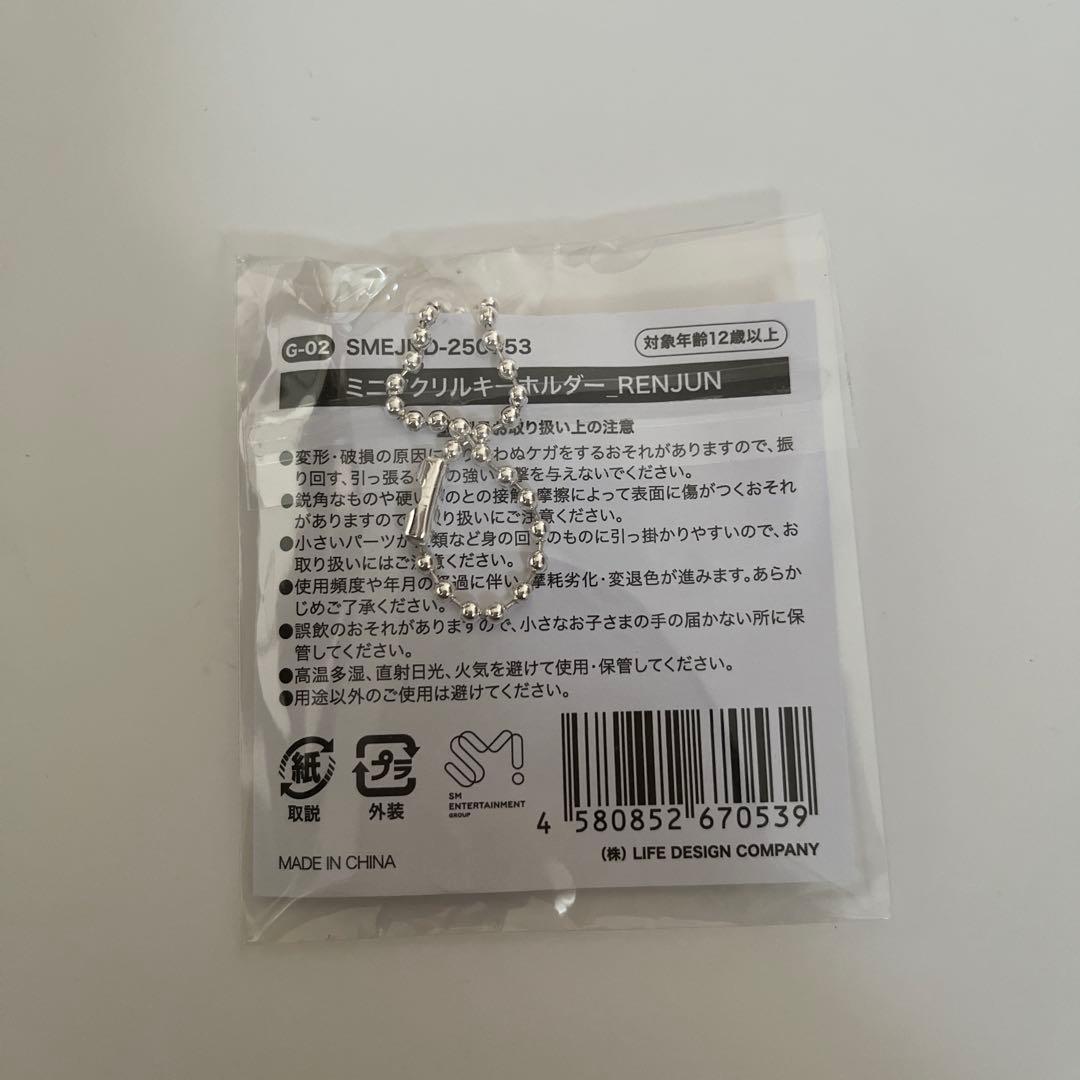 G-02 SMEJ D-250 53 対象年齢12歳以上
ミニ クリルキーホルダー_RENJUN
お取り扱い上の注意
●変形・破損の原因に り わぬケガをするおそれがありますので、振
り回す、引っ張る の強い 撃を与えないでください。
●鋭角なものや硬い のとの接触 摩擦によって表面に傷がつくおそれ
がありますので 取り扱いにご注意ください。
●小さいパーツが 類など身の回 のものに引っ掛かりやすいので、お
取り扱いにはご注意ください。
●使用頻度や年月の経過に伴い、摩耗劣化・変退色が進みます。あらか
じめご了承ください。
●誤飲のおそれがありますので、小さなお子さまの手の届かない所に保
管してください。
●高温多湿、直射日光、火気を避けて使用・保管してください。
●用途以外のご使用は避けてください。
紙
取説
プラ
外装
SM
SM
ENTERTAINMENT
GROUP
4 580852 670539
MADE IN CHINA
(株) LIFE DESIGN COMPANY